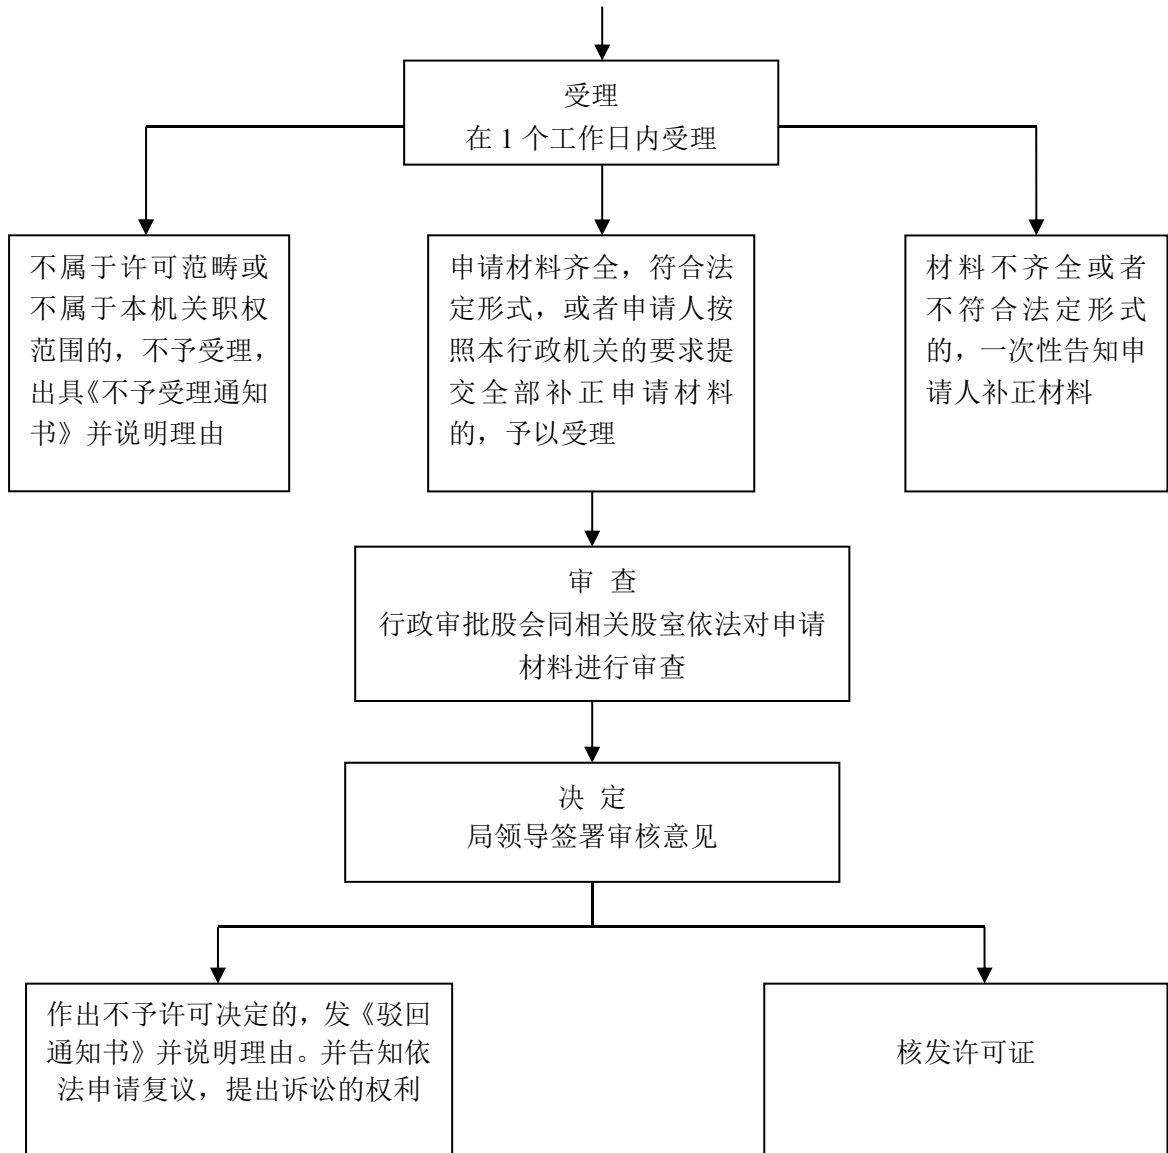 受理
在 1 个工作日内受理
不属于许可范畴或
不属于本机关职权
范围的，不予受理，
出具《不予受理通知
书》并说明理由
申请材料齐全，符合法
定形式，或者申请人按
照本行政机关的要求提
交全部补正申请材料
的，予以受理
材料不齐全或者
不符合法定形式
的，一次性告知申
请人补正材料
审 查
行政审批股会同相关股室依法对申请
材料进行审查
决 定
局领导签署审核意见
作出不予许可决定的，发《驳回
通知书》并说明理由。并告知依
法申请复议，提出诉讼的权利
核发许可证